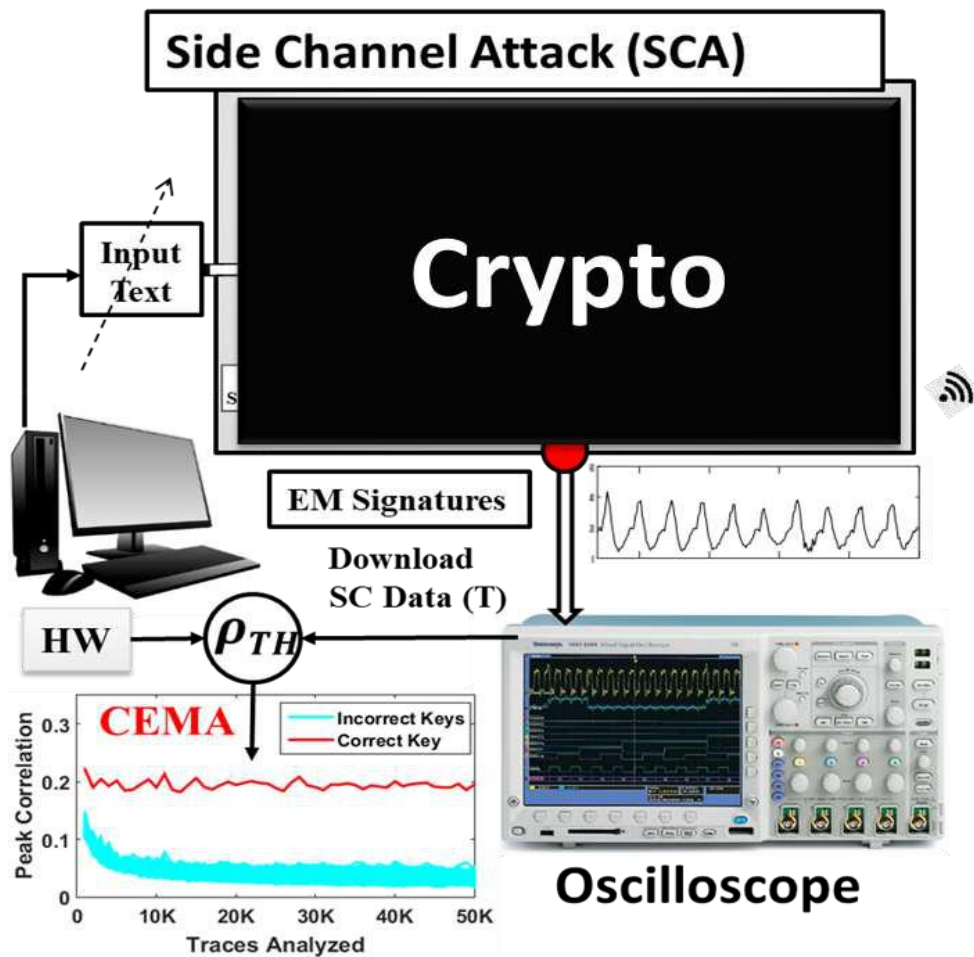 Side Channel Attack (SCA)
Input
Text
Crypto
S
EM Signatures
Download
SC Data (T)
HW
ρTH
Tektronix
CEMA
Incorrect Keys
Correct Key
Peak Correlation
0.3
0.2
0.1
0
0
10K
20K
30K
40K
50K
Traces Analyzed
Oscilloscope